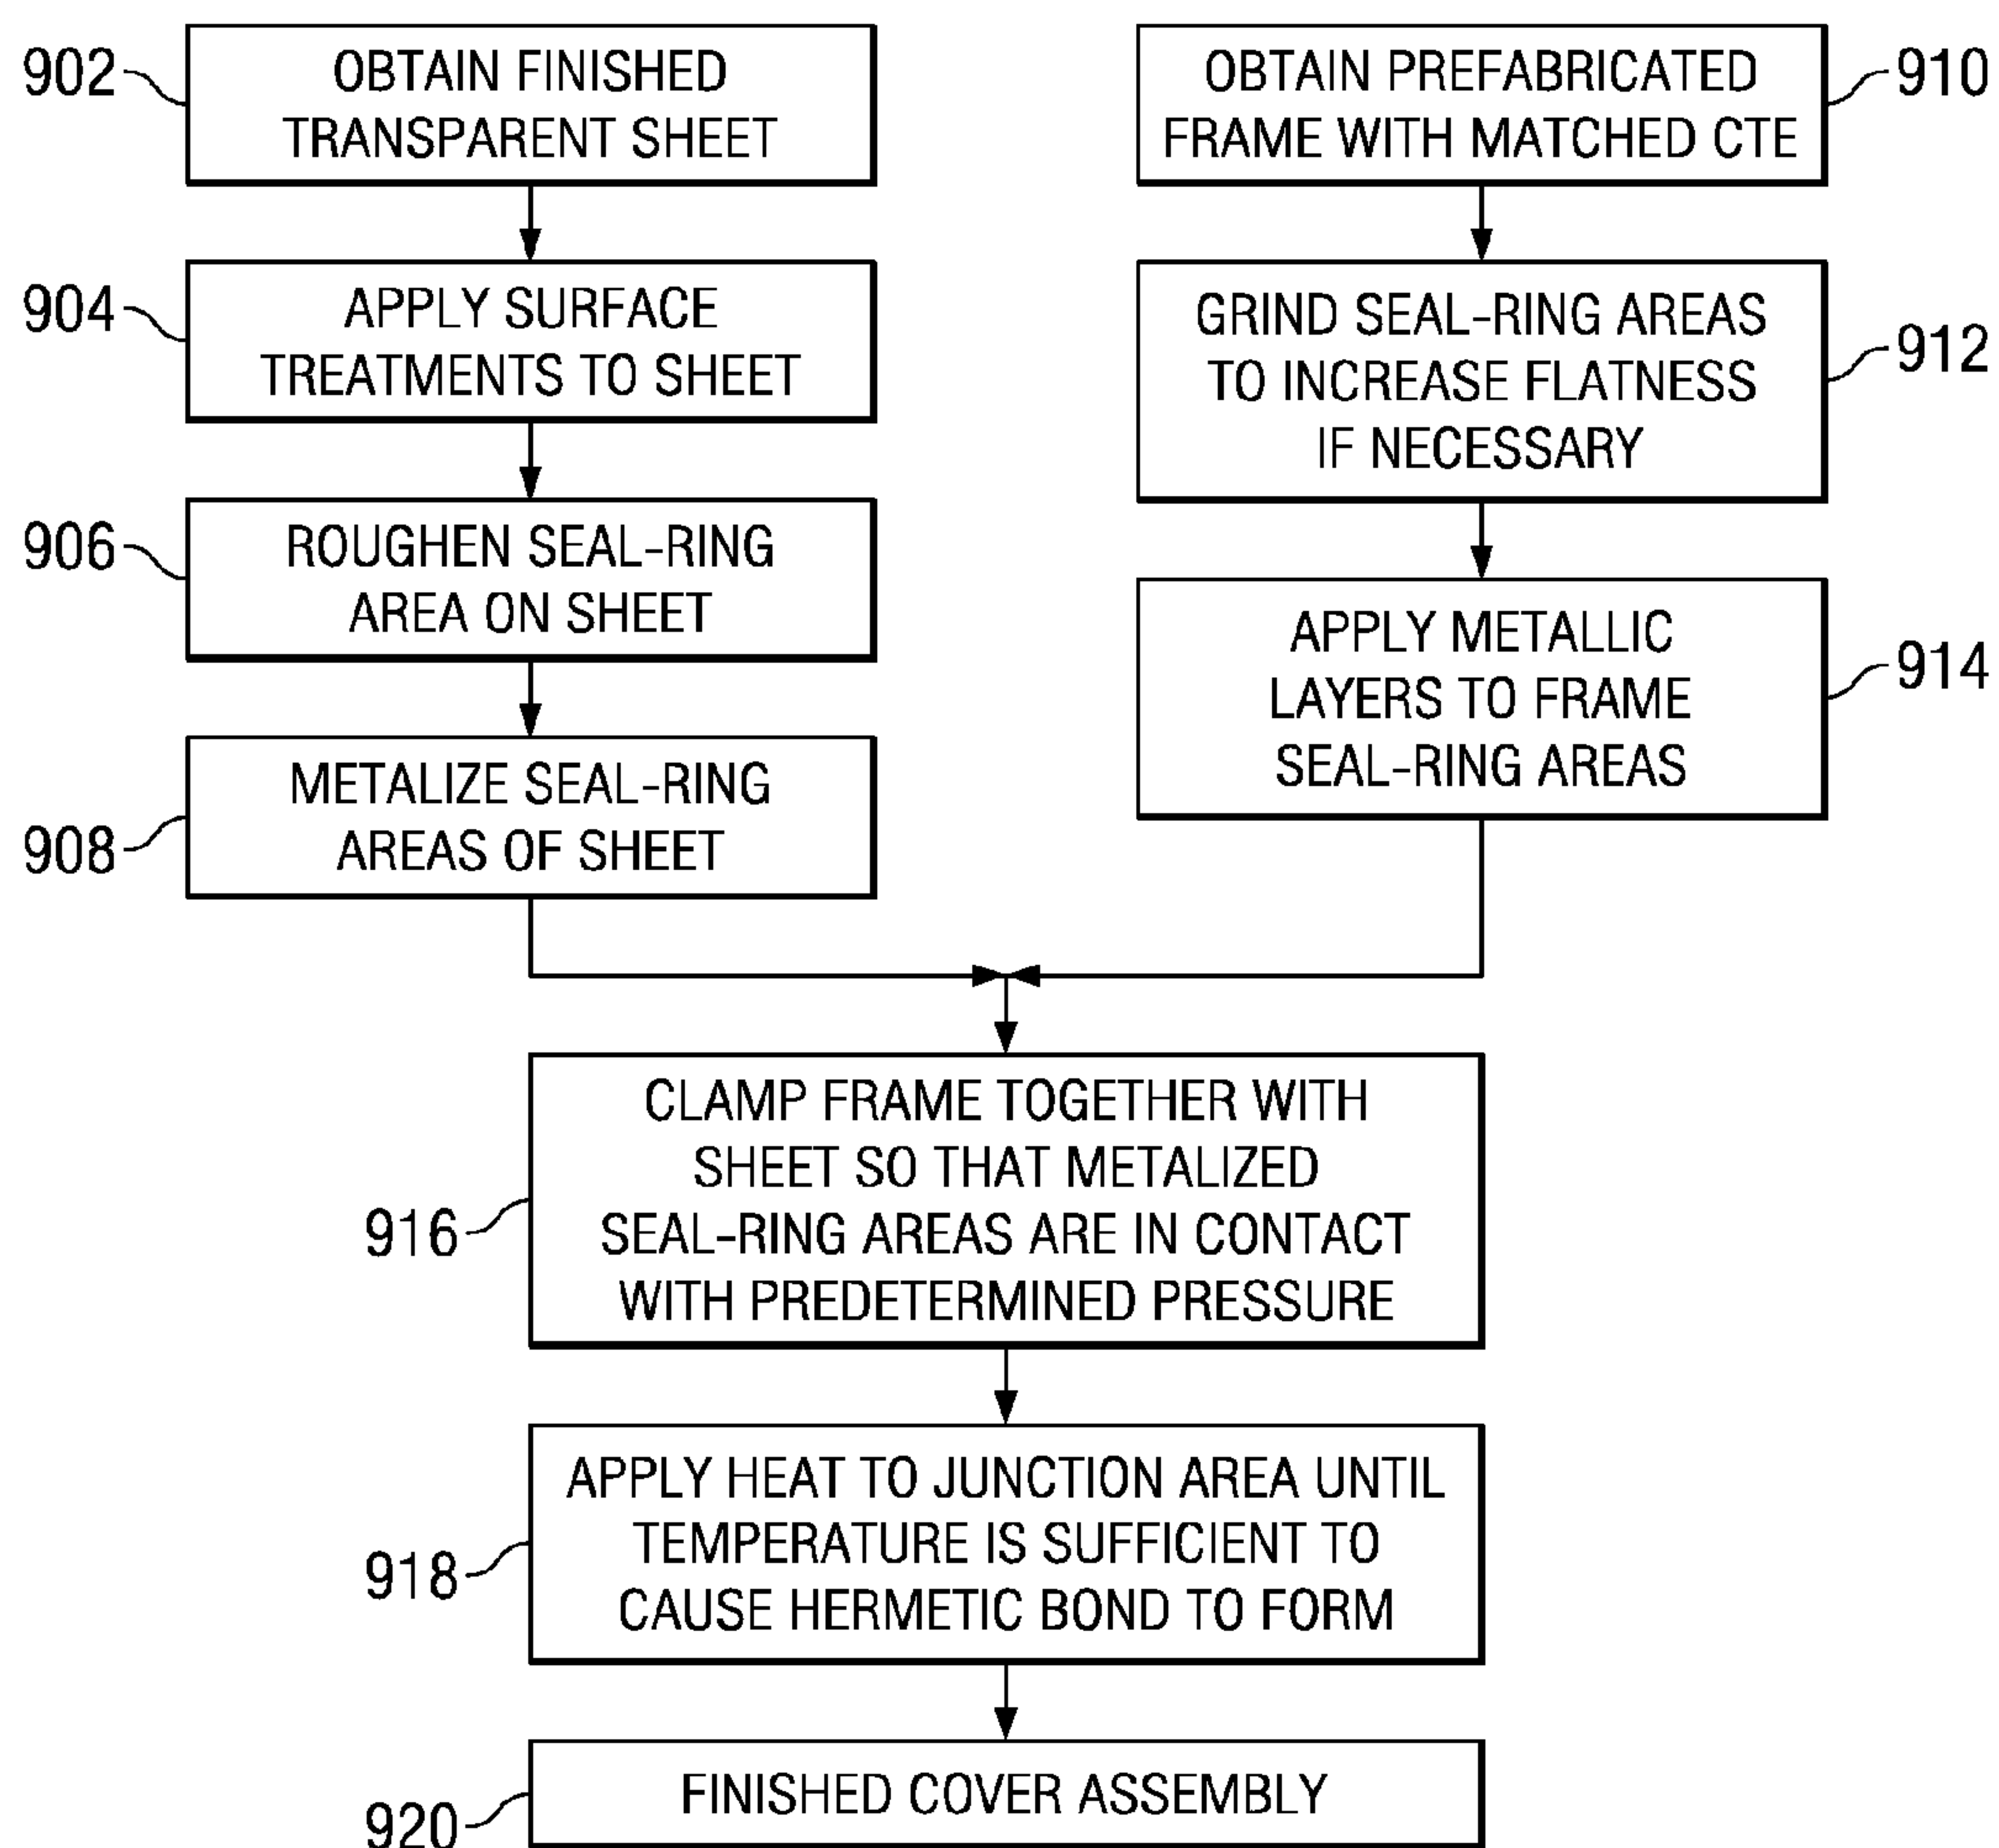 902
OBTAIN FINISHED
TRANSPARENT SHEET
904
APPLY SURFACE
TREATMENTS TO SHEET
906
ROUGHEN SEAL-RING
AREA ON SHEET
908
METALIZE SEAL-RING
AREAS OF SHEET
910
OBTAIN PREFABRICATED
FRAME WITH MATCHED CTE
912
GRIND SEAL-RING AREAS
TO INCREASE FLATNESS
IF NECESSARY
914
APPLY METALLIC
LAYERS TO FRAME
SEAL-RING AREAS
916
CLAMP FRAME TOGETHER WITH
SHEET SO THAT METALIZED
SEAL-RING AREAS ARE IN CONTACT
WITH PREDETERMINED PRESSURE
918
APPLY HEAT TO JUNCTION AREA UNTIL
TEMPERATURE IS SUFFICIENT TO
CAUSE HERMETIC BOND TO FORM
920
FINISHED COVER ASSEMBLY